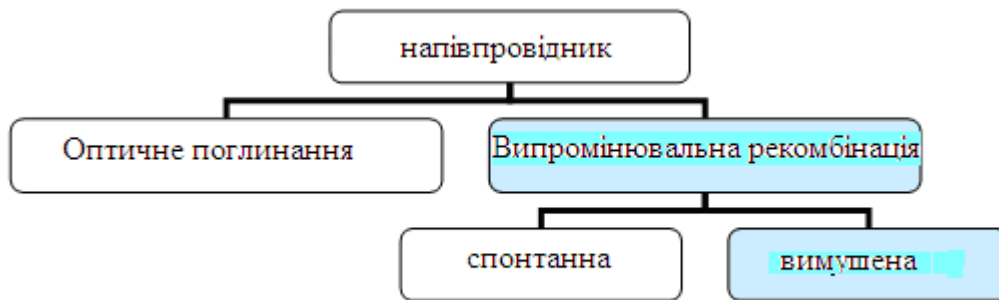 напівпровідник
Оптичне поглинання
Випромінювальна рекомбінація
спонтанна
вимушена